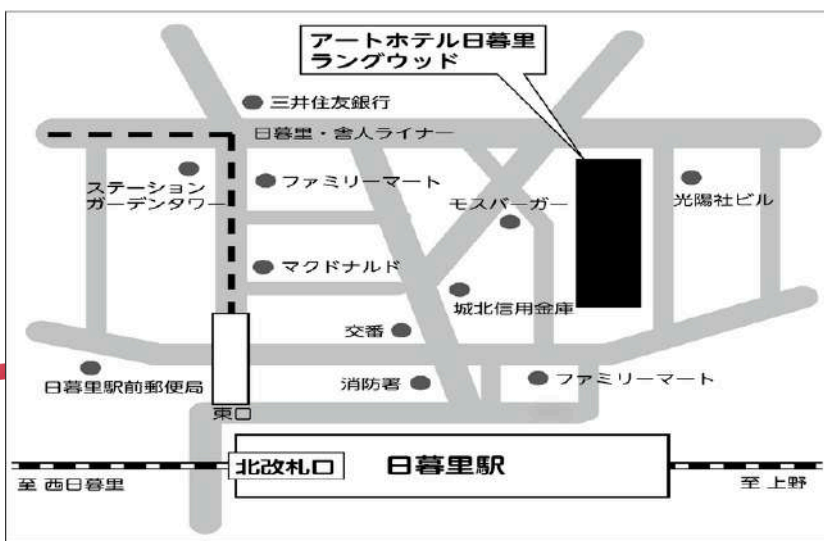 アートホテル日暮里
ラングウッド
三井住友銀行
日暮里・舎人ライナー
ステーション
ガーデンタワー
ファミリーマート
モスバーガー
光陽社ビル
マクドナルド
城北信用金庫
交番
日暮里駅前郵便局
消防署
ファミリーマート
東口
北改札口
日暮里駅
至 西日暮里
至 上野